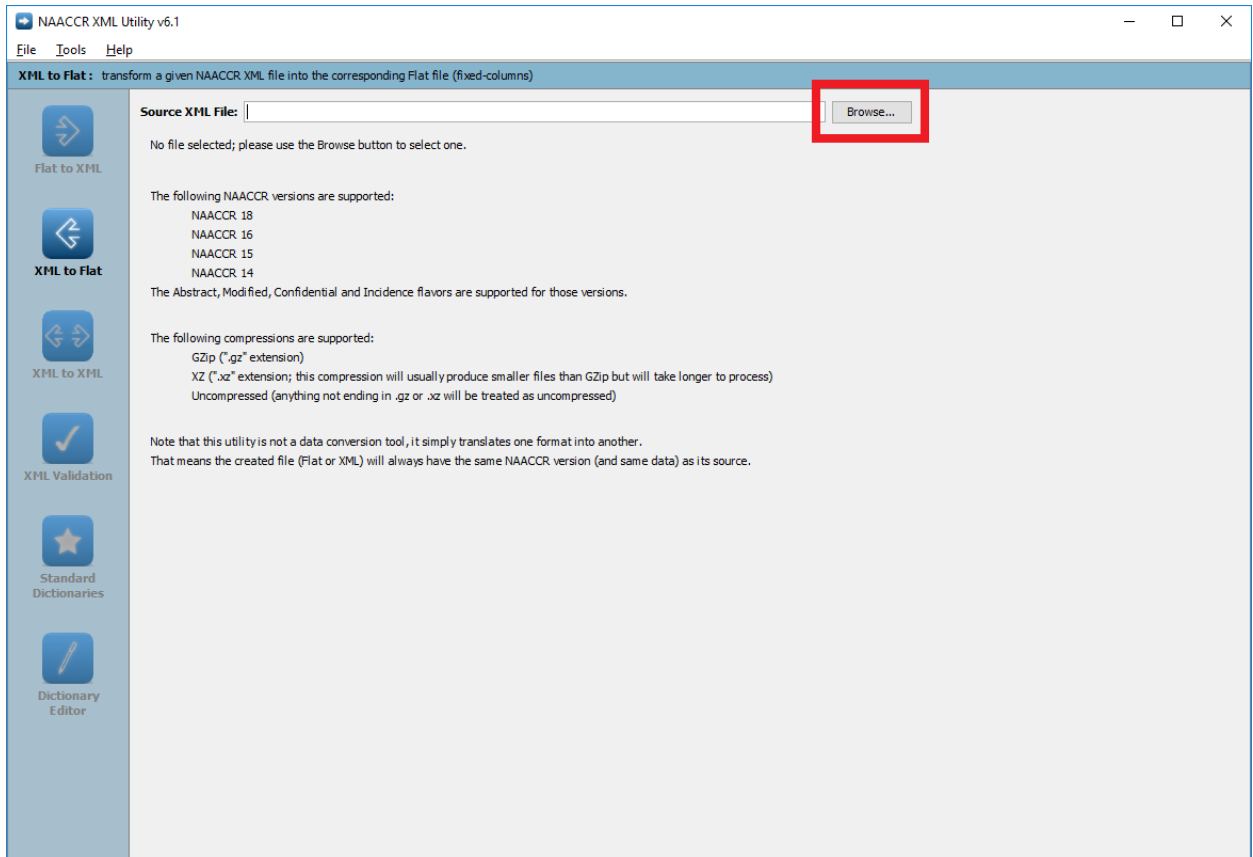 NAACCR XML Utility v6.1
File Tools Help
XML to Flat : transform a given NAACCR XML file into the corresponding Flat file (fixed-columns)
Flat to XML
XML to Flat
XML to XML
XML Validation
Standard
Dictionaries
Dictionary
Editor
Source XML File: Browse...
No file selected; please use the Browse button to select one.
The following NAACCR versions are supported:
NAACCR 18
NAACCR 16
NAACCR 15
NAACCR 14
The Abstract, Modified, Confidential and Incidence flavors are supported for those versions.
The following compressions are supported:
GZip (".gz" extension)
XZ (".xz" extension; this compression will usually produce smaller files than GZip but will take longer to process)
Uncompressed (anything not ending in .gz or .xz will be treated as uncompressed)
Note that this utility is not a data conversion tool, it simply translates one format into another.
That means the created file (Flat or XML) will always have the same NAACCR version (and same data) as its source.